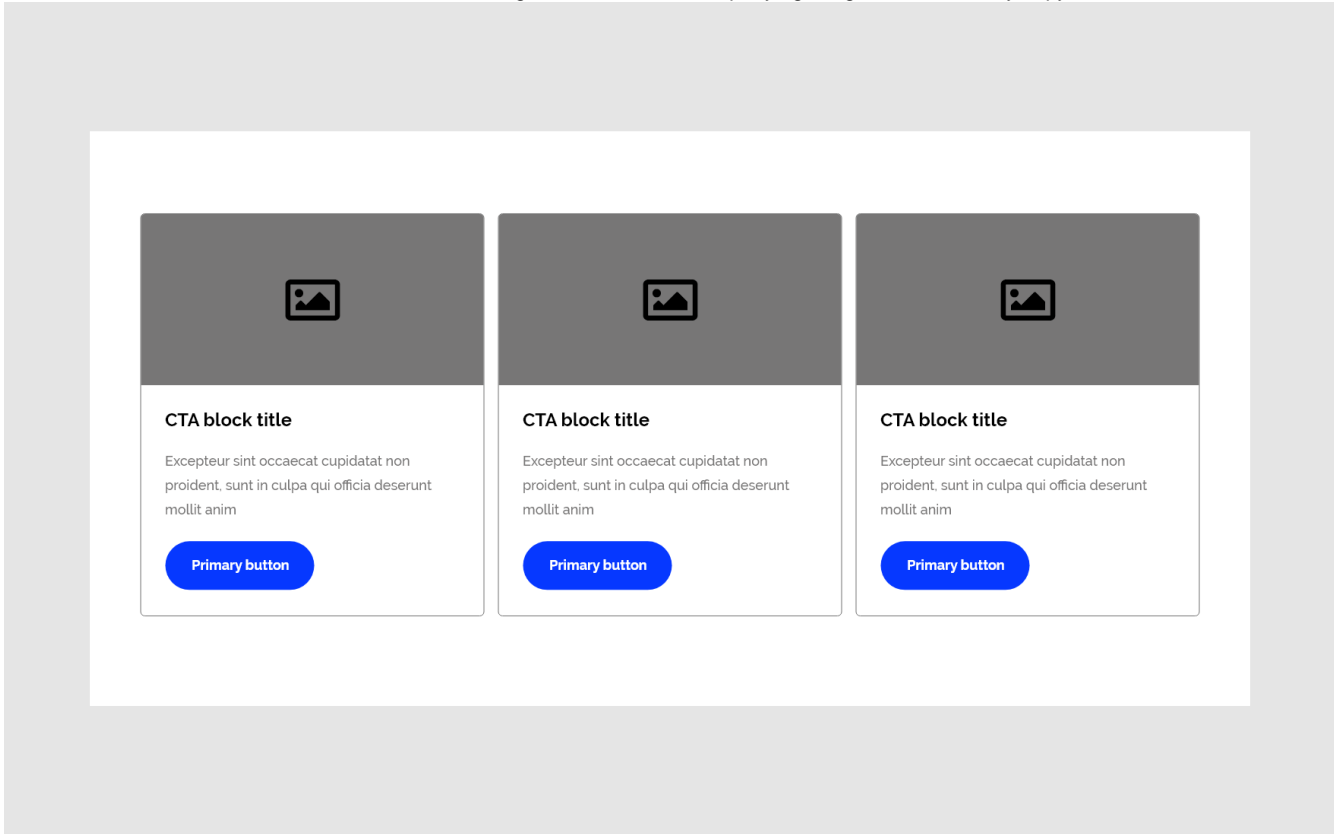 CTA block title
Excepteur sint occaecat cupidatat non
proident, sunt in culpa qui officia deserunt
mollit anim
Primary button
CTA block title
Excepteur sint occaecat cupidatat non
proident, sunt in culpa qui officia deserunt
mollit anim
Primary button
CTA block title
Excepteur sint occaecat cupidatat non
proident, sunt in culpa qui officia deserunt
mollit anim
Primary button